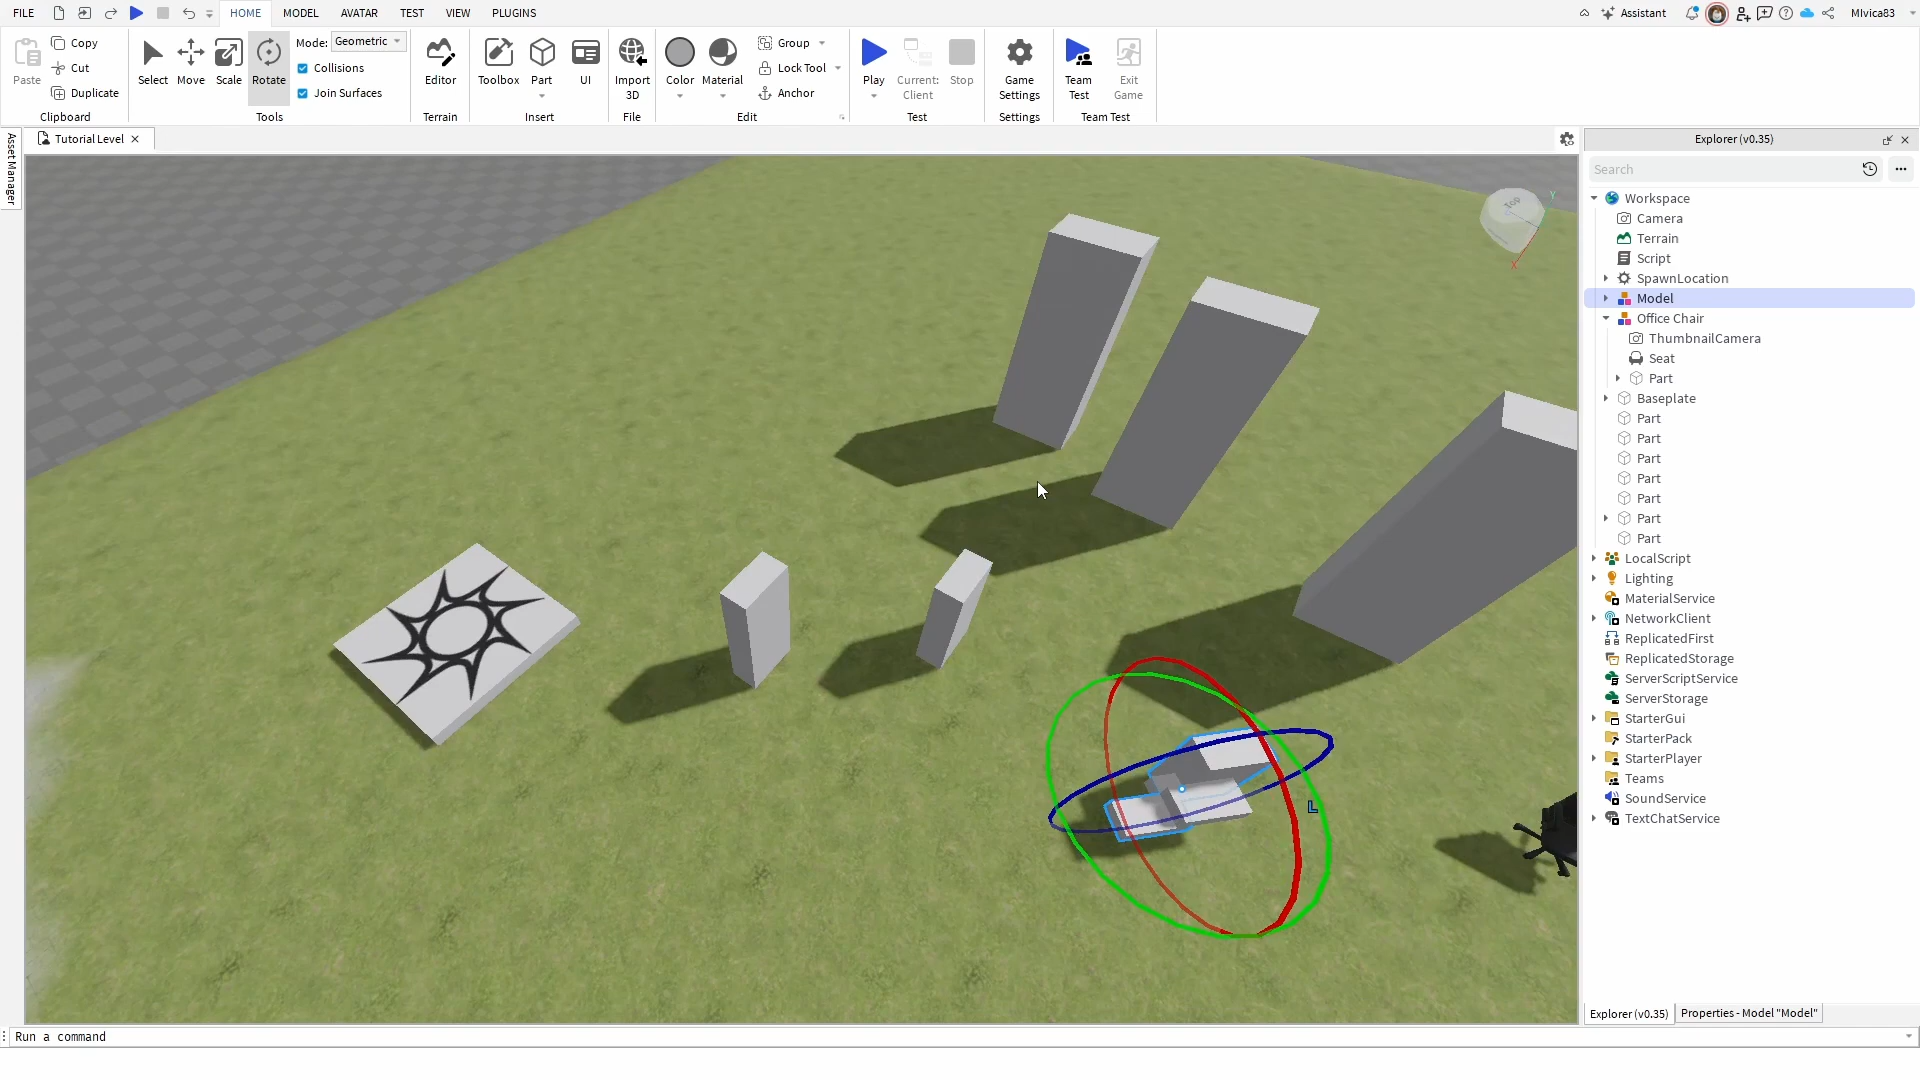 FILE HOME MODEL AVATAR TEST VIEW PLUGINS Assistant MIvica83
Paste Copy Cut Duplicate
Clipboard
Select Move Scale Rotate
Mode: Geometric
Collisions
Join Surfaces
Tools
Editor
Terrain
Toolbox Part UI
Insert
Import 3D
File
Color Material
Group
Lock Tool
Anchor
Edit
Play Current: Client Stop
Test
Game Settings
Settings
Team Test Exit Game
Team Test
Asset Manager
Tutorial Level
Top
y
X
L
Explorer (v0.35)
Search
Workspace
Camera
Terrain
Script
SpawnLocation
Model
Office Chair
ThumbnailCamera
Seat
Part
Baseplate
Part
Part
Part
Part
Part
Part
Part
LocalScript
Lighting
MaterialService
NetworkClient
ReplicatedFirst
ReplicatedStorage
ServerScriptService
ServerStorage
StarterGui
StarterPack
StarterPlayer
Teams
SoundService
TextChatService
Explorer (v0.35) Properties - Model "Model"
Run a command